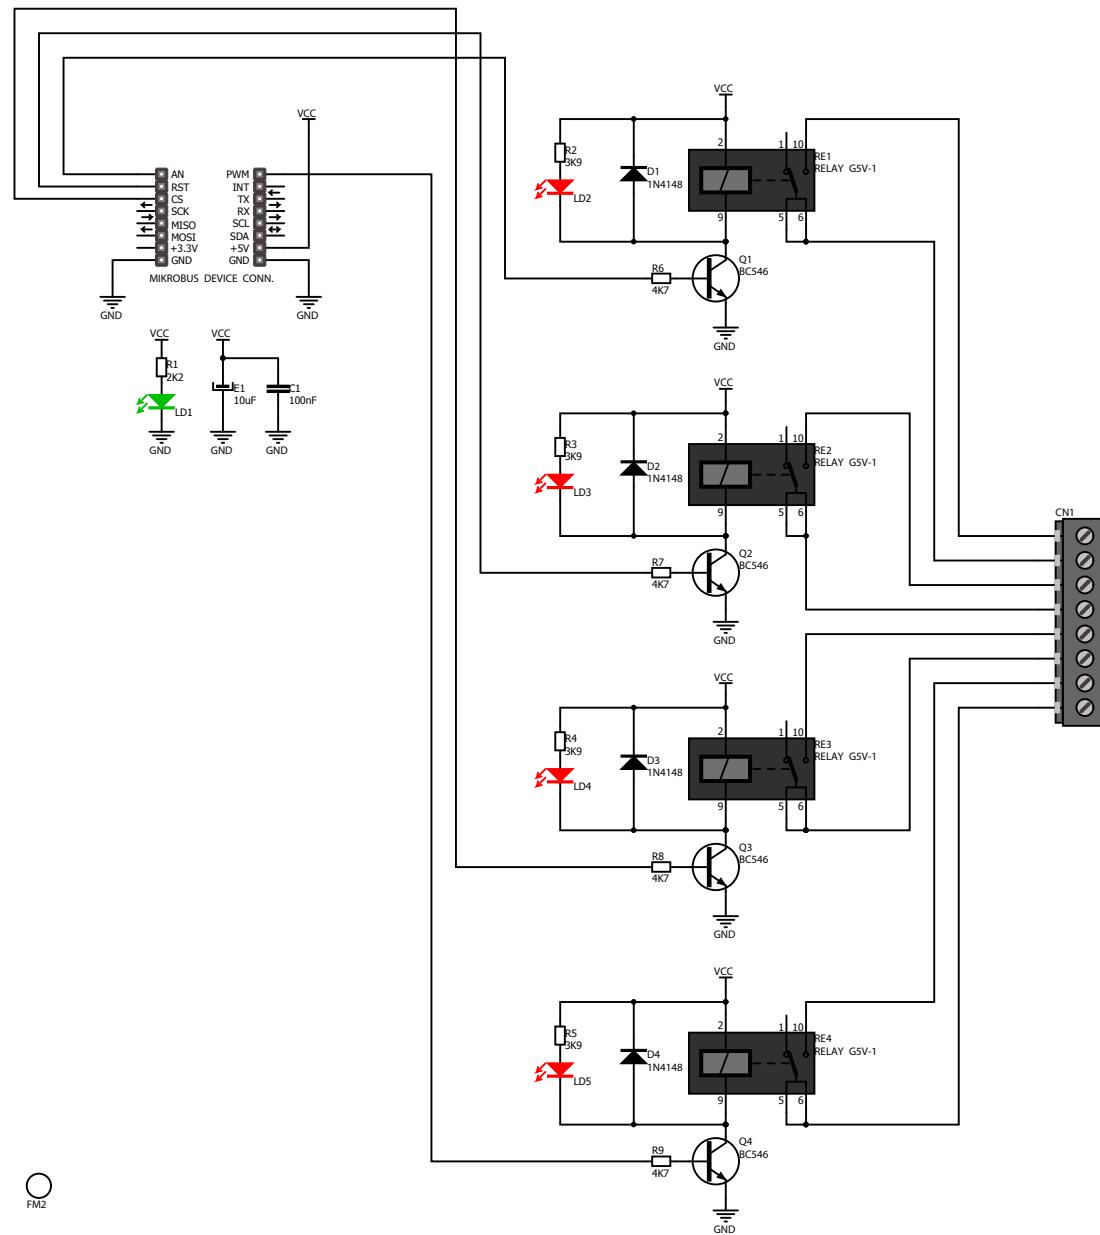 VCC
AN
RST
CS
SCK
MISO
MOSI
+3.3V
GND
PWM
INT
TX
RX
SCL
SDA
+5V
GND
MIKROBUS DEVICE CONN.
GND
GND
VCC
R1
2K2
LD1
GND
VCC
E1
10uF
GND
C1
100nF
GND
VCC
R2
3K9
LD2
D1
1N4148
2
9
1
10
5
6
RE1
RELAY G5V-1
R6
4K7
Q1
BC546
GND
VCC
R3
3K9
LD3
D2
1N4148
2
9
1
10
5
6
RE2
RELAY G5V-1
R7
4K7
Q2
BC546
GND
CN1
VCC
R4
3K9
LD4
D3
1N4148
2
9
1
10
5
6
RE3
RELAY G5V-1
R8
4K7
Q3
BC546
GND
VCC
R5
3K9
LD5
D4
1N4148
2
9
1
10
5
6
RE4
RELAY G5V-1
R9
4K7
Q4
BC546
GND
FM2